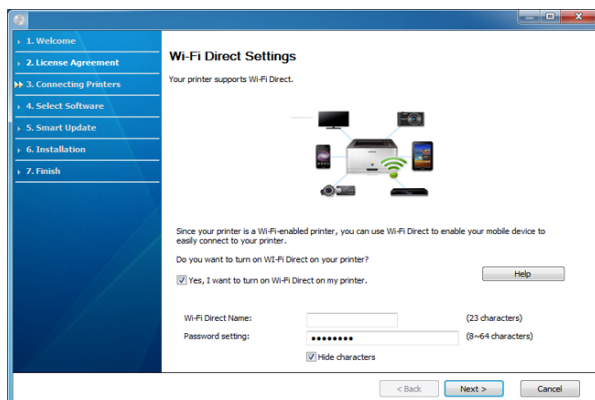 1. Welcome
2. License Agreement
3. Connecting Printers
4. Select Software
5. Smart Update
6. Installation
7. Finish
Wi-Fi Direct Settings
Your printer supports Wi-Fi Direct.
Since your printer is a Wi-Fi-enabled printer, you can use Wi-Fi Direct to enable your mobile device to
easily connect to your printer.
Do you want to turn on WI-Fi Direct on your printer?
Yes, I want to turn on Wi-Fi Direct on my printer.
Help
Wi-Fi Direct Name: (23 characters)
Password setting: •••••••• (8~64 characters)
Hide characters
< Back Next > Cancel